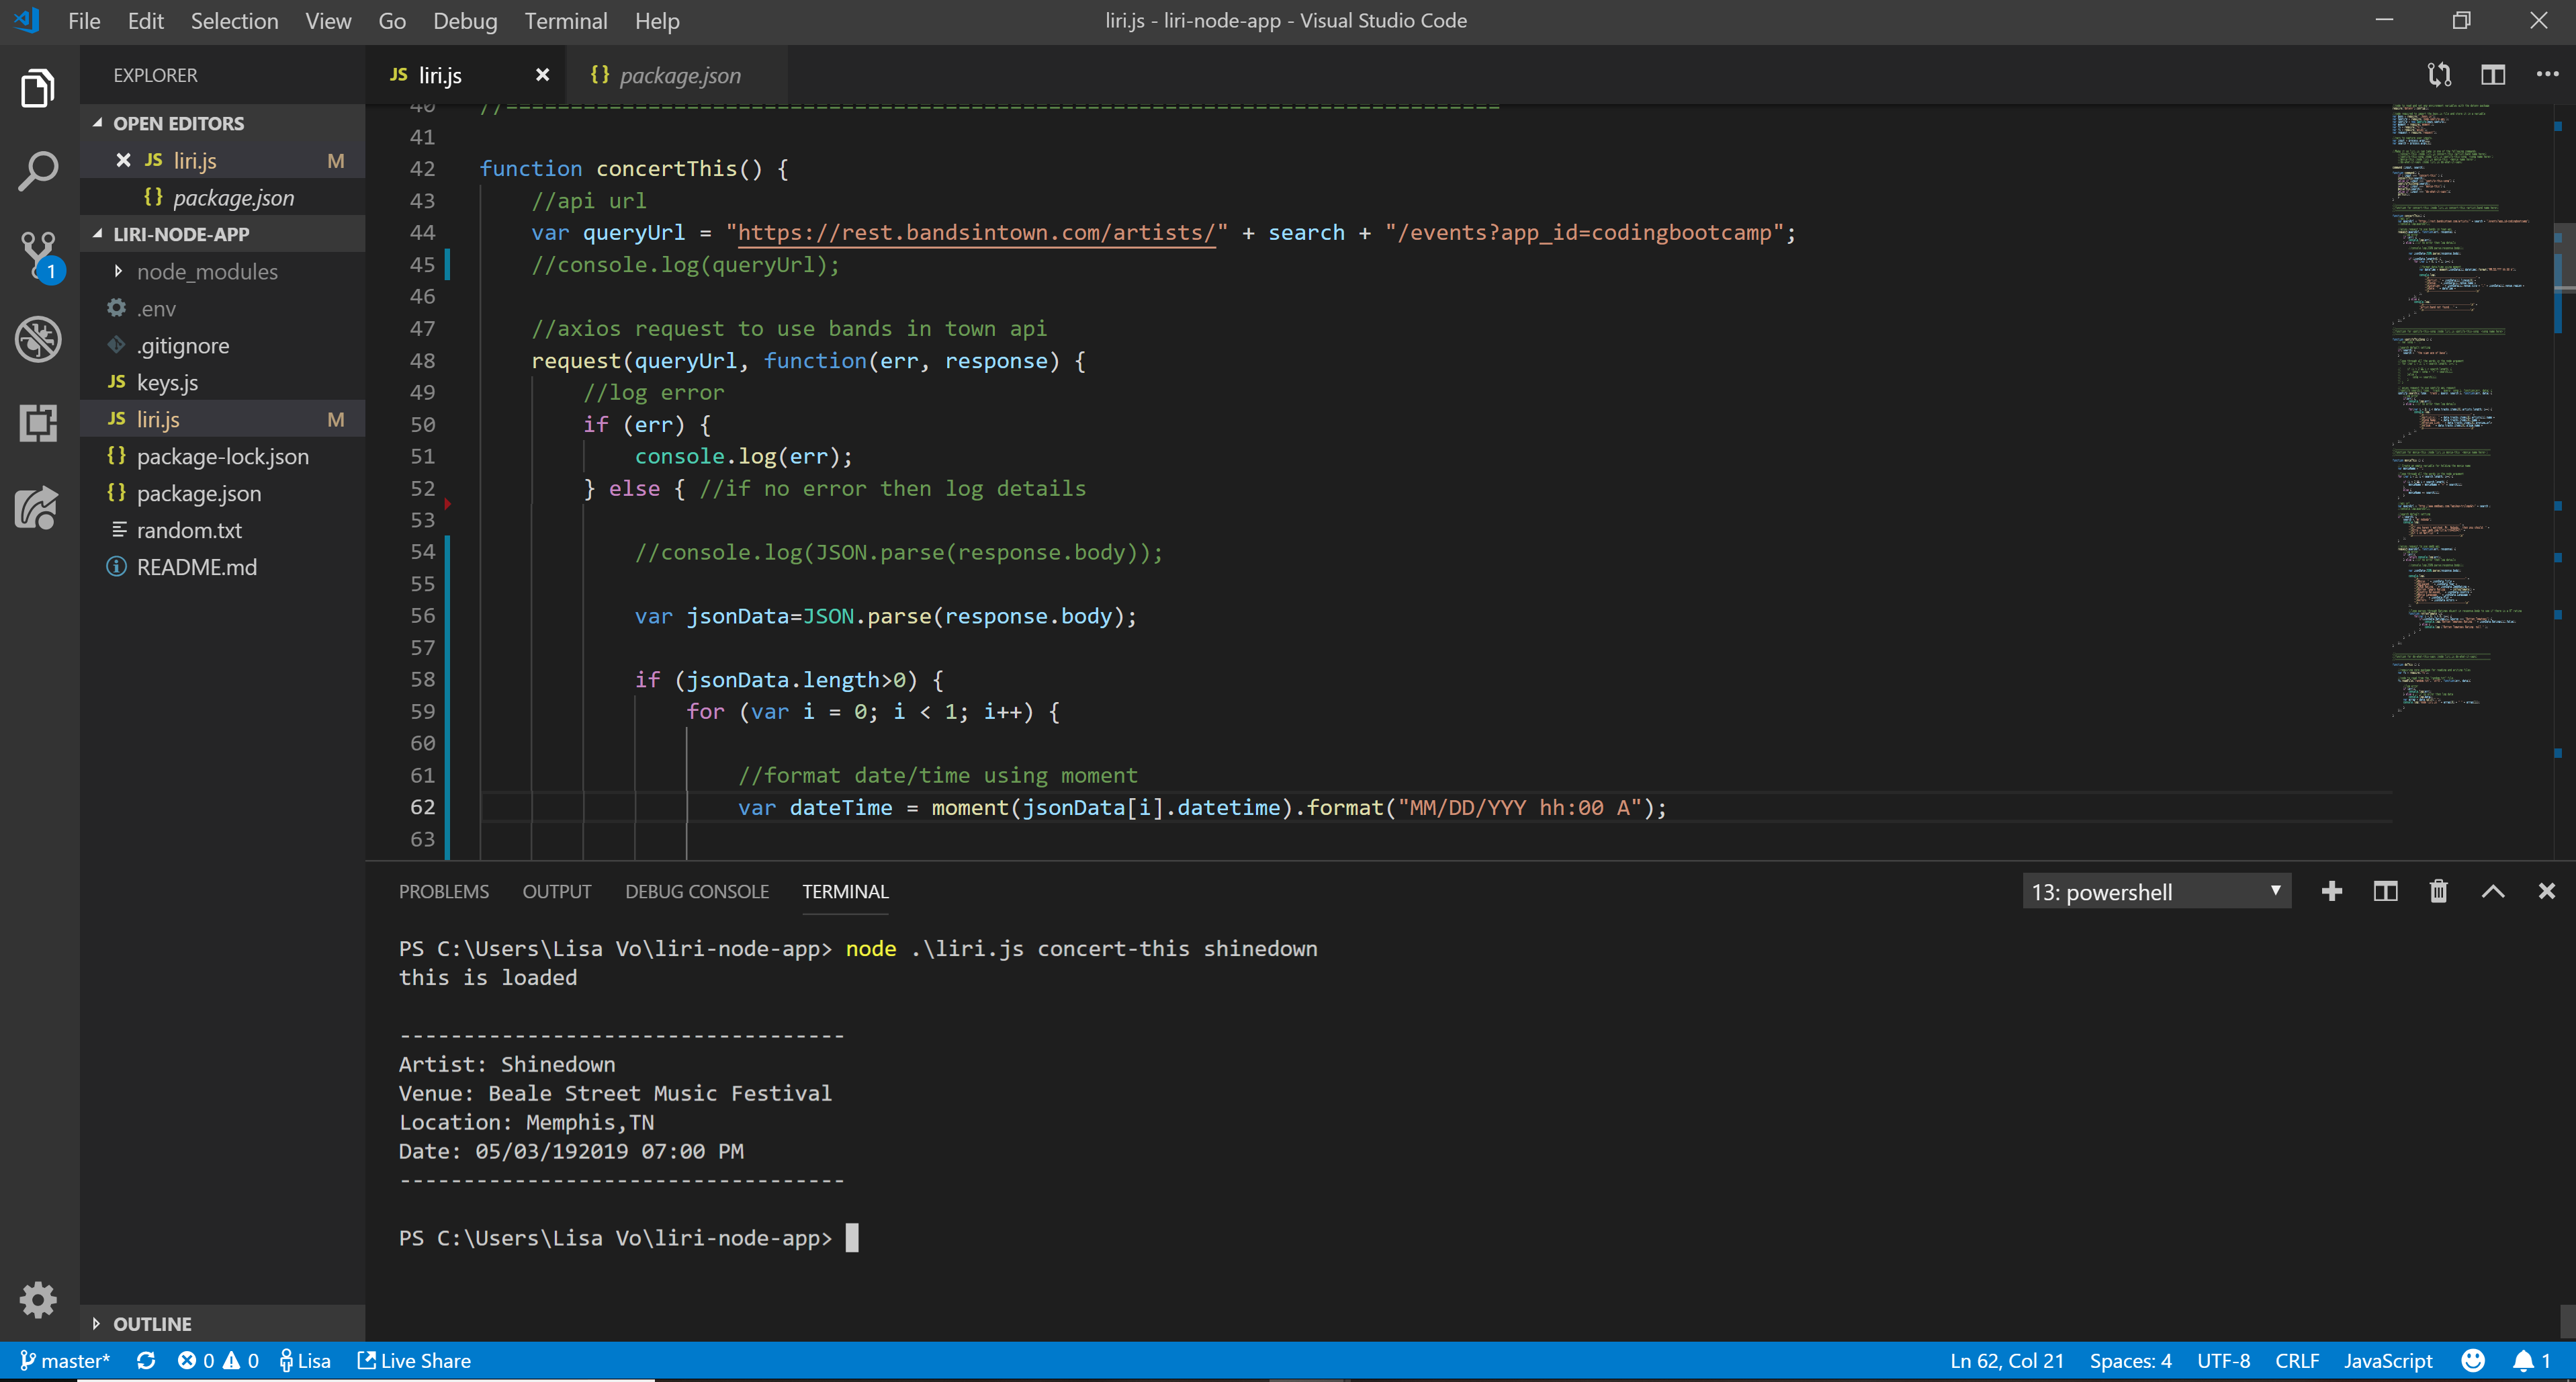 File Edit Selection View Go Debug Terminal Help
liri.js - liri-node-app - Visual Studio Code
EXPLORER
OPEN EDITORS
JS liri.js M
{} package.json
LIRI-NODE-APP
node_modules
.env
.gitignore
JS keys.js
JS liri.js M
{} package-lock.json
{} package.json
random.txt
README.md
OUTLINE
1
JS liri.js
{} package.json
40 //=============================================================================
41
42 function concertThis() {
43 //api url
44 var queryUrl = "https://rest.bandsintown.com/artists/" + search + "/events?app_id=codingbootcamp";
45 //console.log(queryUrl);
46
47 //axios request to use bands in town api
48 request(queryUrl, function(err, response) {
49 //log error
50 if (err) {
51 console.log(err);
52 } else { //if no error then log details
53
54 //console.log(JSON.parse(response.body));
55
56 var jsonData=JSON.parse(response.body);
57
58 if (jsonData.length>0) {
59 for (var i = 0; i < 1; i++) {
60
61 //format date/time using moment
62 var dateTime = moment(jsonData[i].datetime).format("MM/DD/YYY hh:00 A");
63
PROBLEMS OUTPUT DEBUG CONSOLE TERMINAL
13: powershell
PS C:\Users\Lisa Vo\liri-node-app> node .\liri.js concert-this shinedown
this is loaded
-----------------------------------
Artist: Shinedown
Venue: Beale Street Music Festival
Location: Memphis,TN
Date: 05/03/192019 07:00 PM
-----------------------------------
PS C:\Users\Lisa Vo\liri-node-app>
master* 0 0 Lisa Live Share
Ln 62, Col 21 Spaces: 4 UTF-8 CRLF JavaScript 1